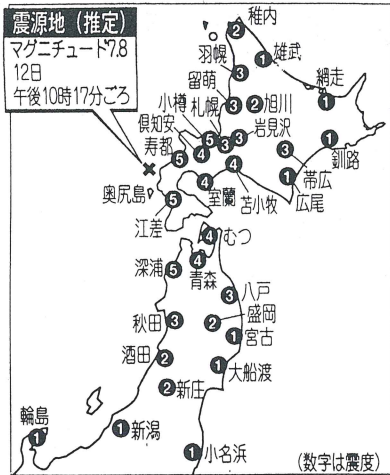 震源地（推定）
マグニチュード7.8
12日
午後10時17分ごろ
稚内
2
羽幌
3
雄武
1
留萌
3
旭川
2
網走
1
小樽
5
札幌
3
岩見沢
3
倶知安
4
寿都
5
釧路
1
帯広
3
奥尻島
室蘭
4
苫小牧
4
広尾
1
江差
5
むつ
4
青森
4
深浦
5
八戸
3
秋田
3
盛岡
2
宮古
1
酒田
2
大船渡
1
新庄
2
輪島
1
新潟
1
小名浜
1
(数字は震度)